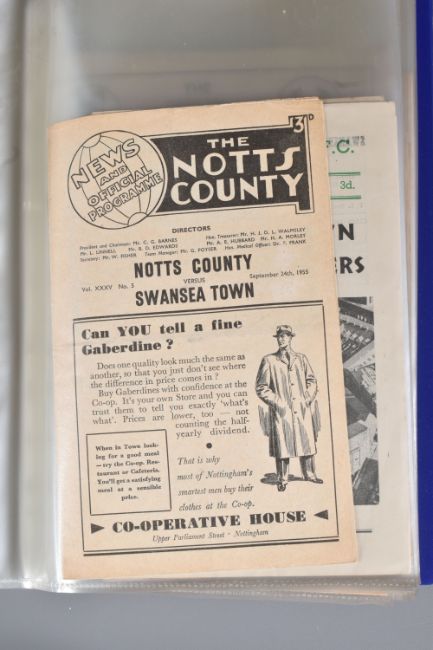 3D
THE
NOTTS
COUNTY
NEWS
AND
OFFICIAL
PROGRAMME
DIRECTORS
President and Chairman: Mr. C. G. BARNES Hon. Treasurer: Mr. H. J. D. L. WALMSLEY
Mr. L. LINNELL Mr. B. D. EDWARDS Mr. A. E. HUBBARD Mr. H. A. MORLEY
Secretary: Mr. W. FISHER Team Manager: Mr. G. POYSER Hon. Medical Officer: Dr. T. FRANK
NOTTS COUNTY
Vol. XXXV No. 5 VERSUS September 24th, 1955
SWANSEA TOWN
Can YOU tell a fine
Gaberdine ?
Does one quality look much the same as
another, so that you just don't see where
the difference in price comes in ?
Buy Gaberdines with confidence at the
Co-op. It's your own Store and you can
trust them to tell you exactly 'what's
what'. Prices are lower, too — not
counting the half-
yearly dividend.
When in Town look-
ing for a good meal
—try the Co-op. Res-
taurant or Cafeteria.
You'll get a satisfying
meal at a sensible
price.
That is why
most of Nottingham's
smartest men buy their
clothes at the Co-op.
CO-OPERATIVE HOUSE
Upper Parliament Street · Nottingham
.C.
3d.
VN
ERS